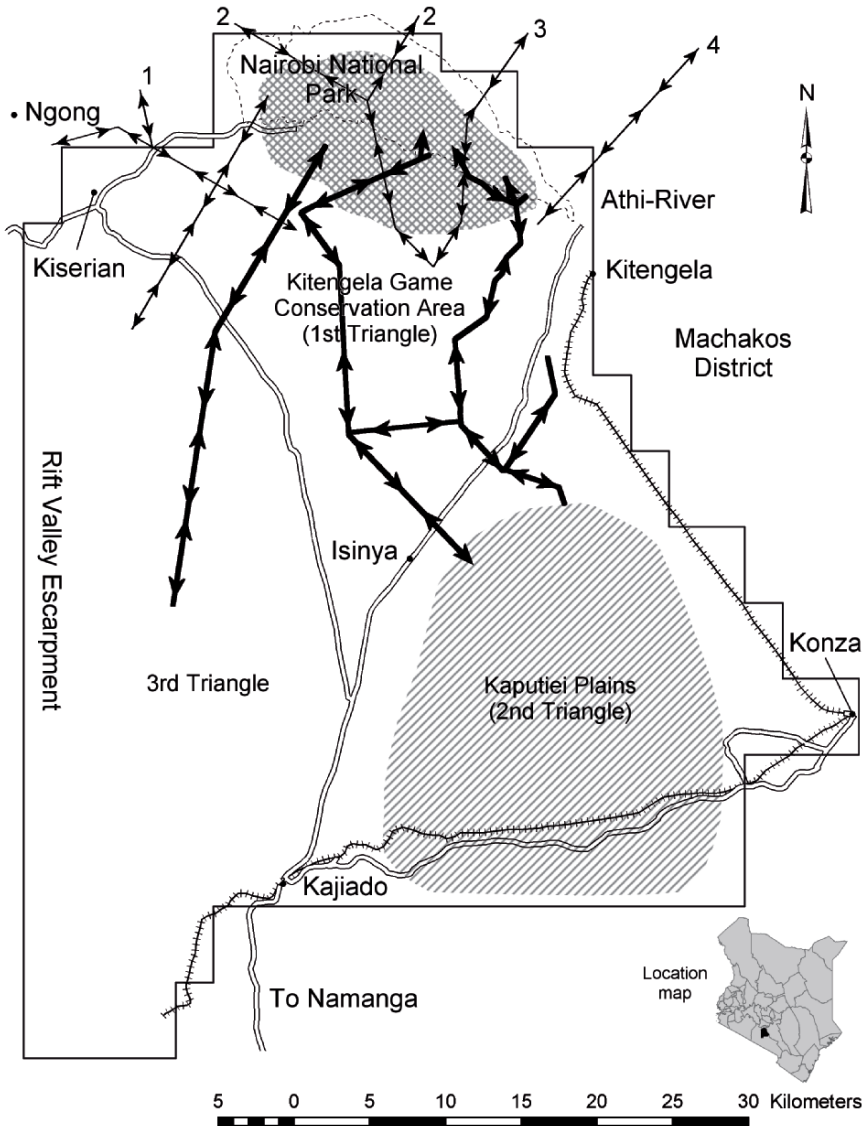 2
2
3
4
1
Nairobi National
Park
Ngong
N
Athi-River
Kiserian
Kitengela
Kitengela Game
Conservation Area
(1st Triangle)
Machakos
District
Rift Valley Escarpment
Isinya
Konza
3rd Triangle
Kaputiei Plains
(2nd Triangle)
Kajiado
To Namanga
Location
map
5 0 5 10 15 20 25 30 Kilometers